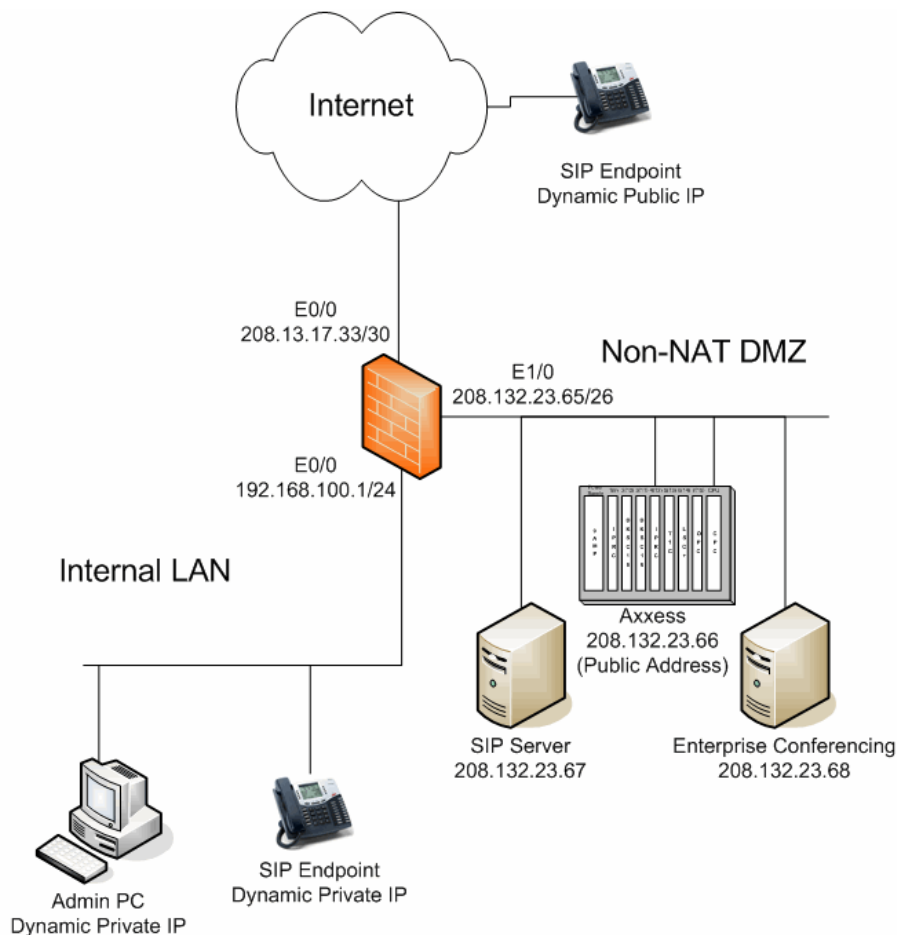 Internet
SIP Endpoint
Dynamic Public IP
E0/0
208.13.17.33/30
Non-NAT DMZ
E1/0
208.132.23.65/26
E0/0
192.168.100.1/24
Internal LAN
Axxess
208.132.23.66
(Public Address)
SIP Server
208.132.23.67
Enterprise Conferencing
208.132.23.68
SIP Endpoint
Dynamic Private IP
Admin PC
Dynamic Private IP